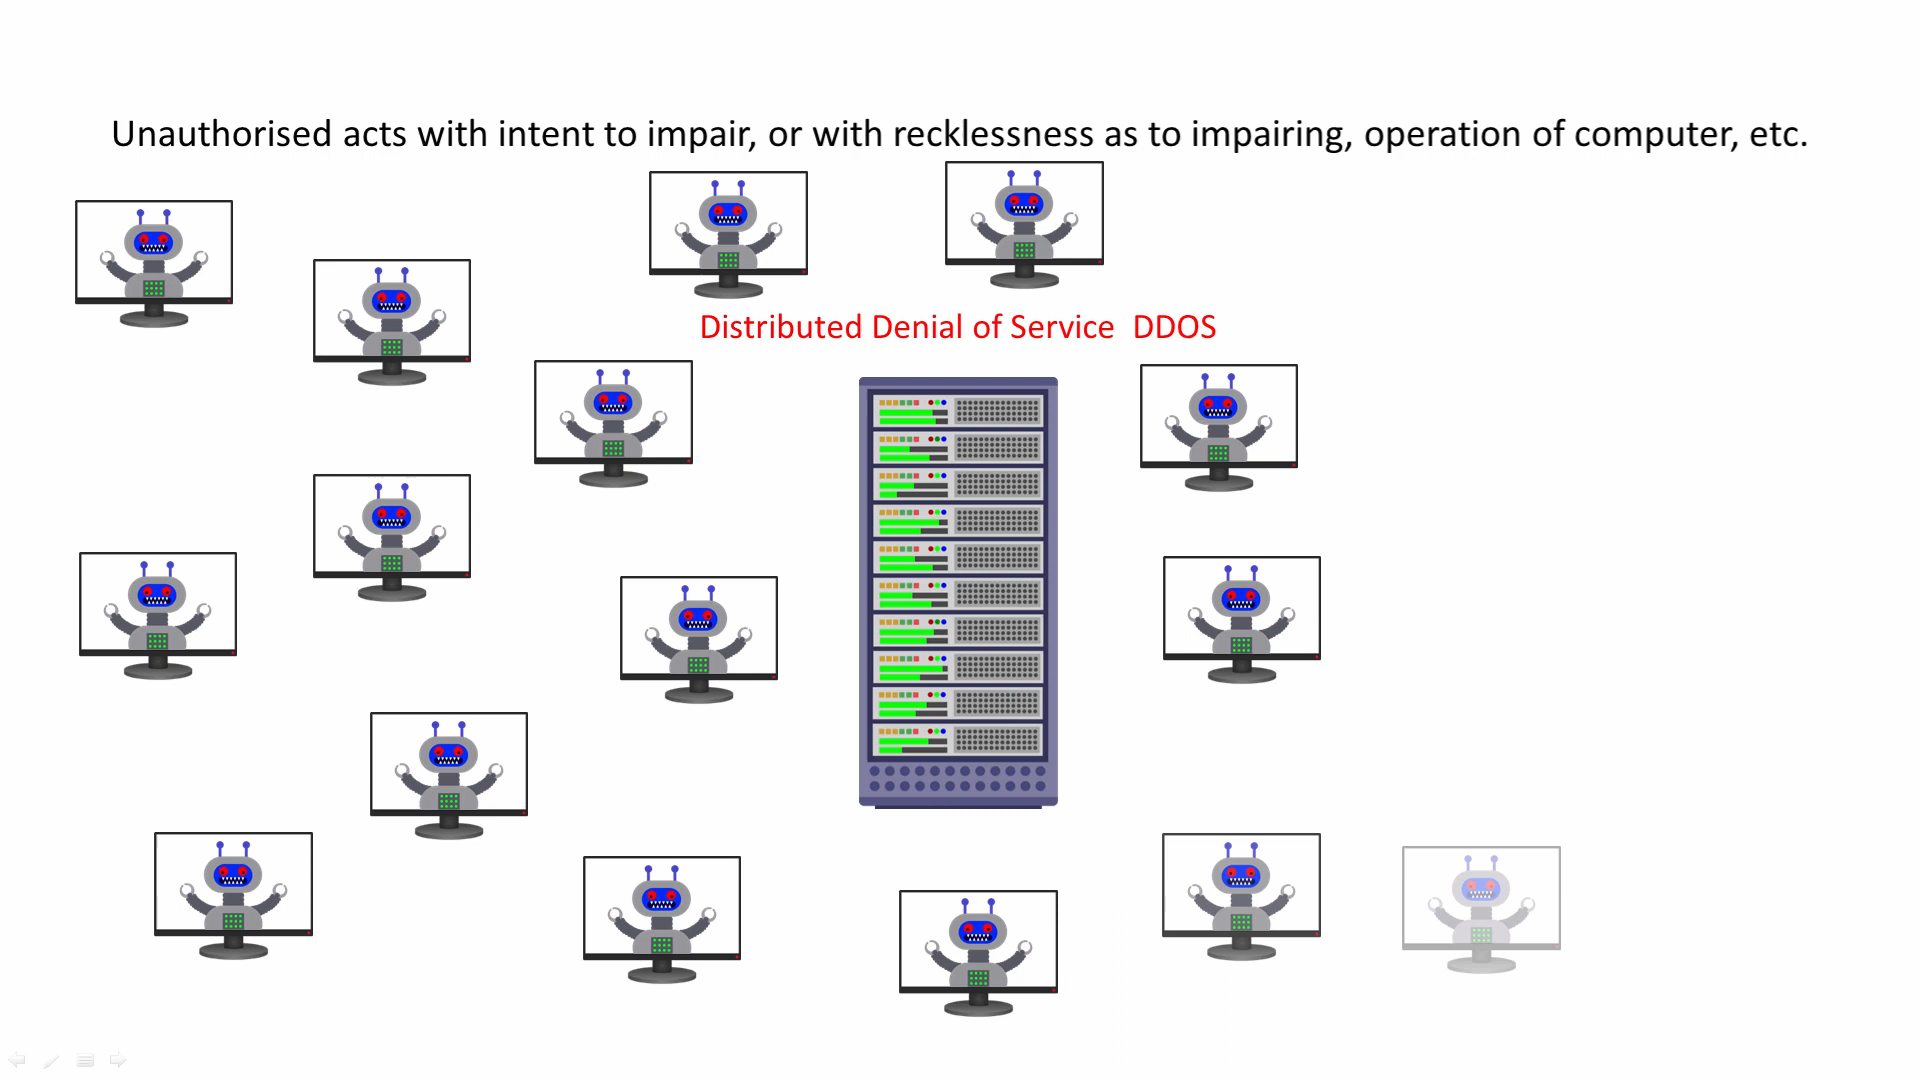 Unauthorised acts with intent to impair, or with recklessness as to impairing, operation of computer, etc.
Distributed Denial of Service  DDOS